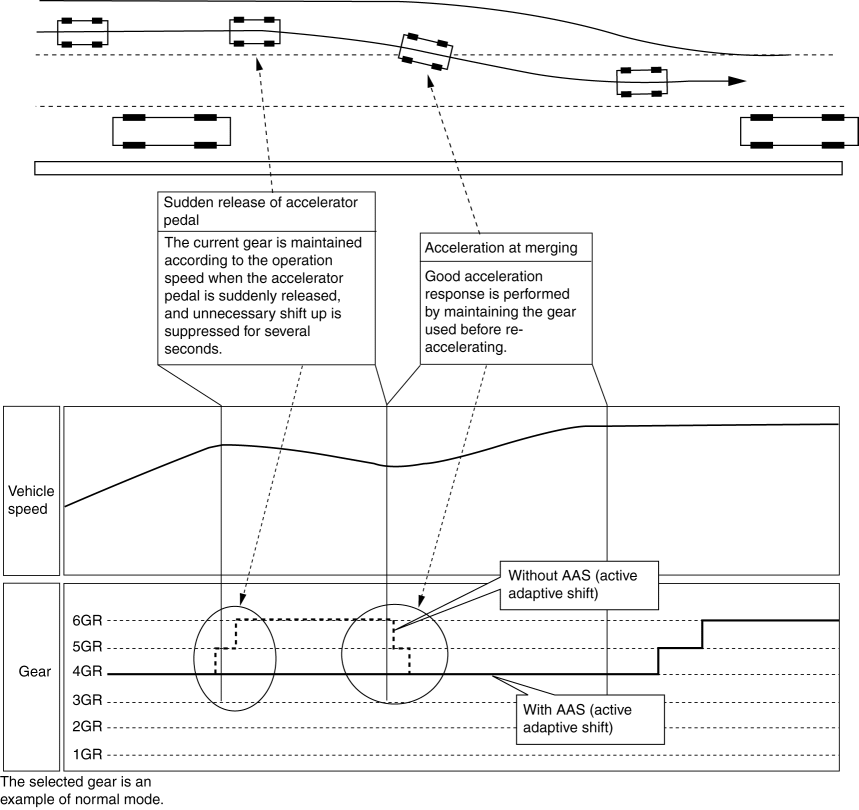 Sudden release of accelerator
pedal
The current gear is maintained
according to the operation
speed when the accelerator
pedal is suddenly released,
and unnecessary shift up is
suppressed for several
seconds.
Acceleration at merging
Good acceleration
response is performed
by maintaining the gear
used before re-
accelerating.
Vehicle
speed
Without AAS (active
adaptive shift)
Gear
6GR
5GR
4GR
3GR
2GR
1GR
With AAS (active
adaptive shift)
The selected gear is an
example of normal mode.